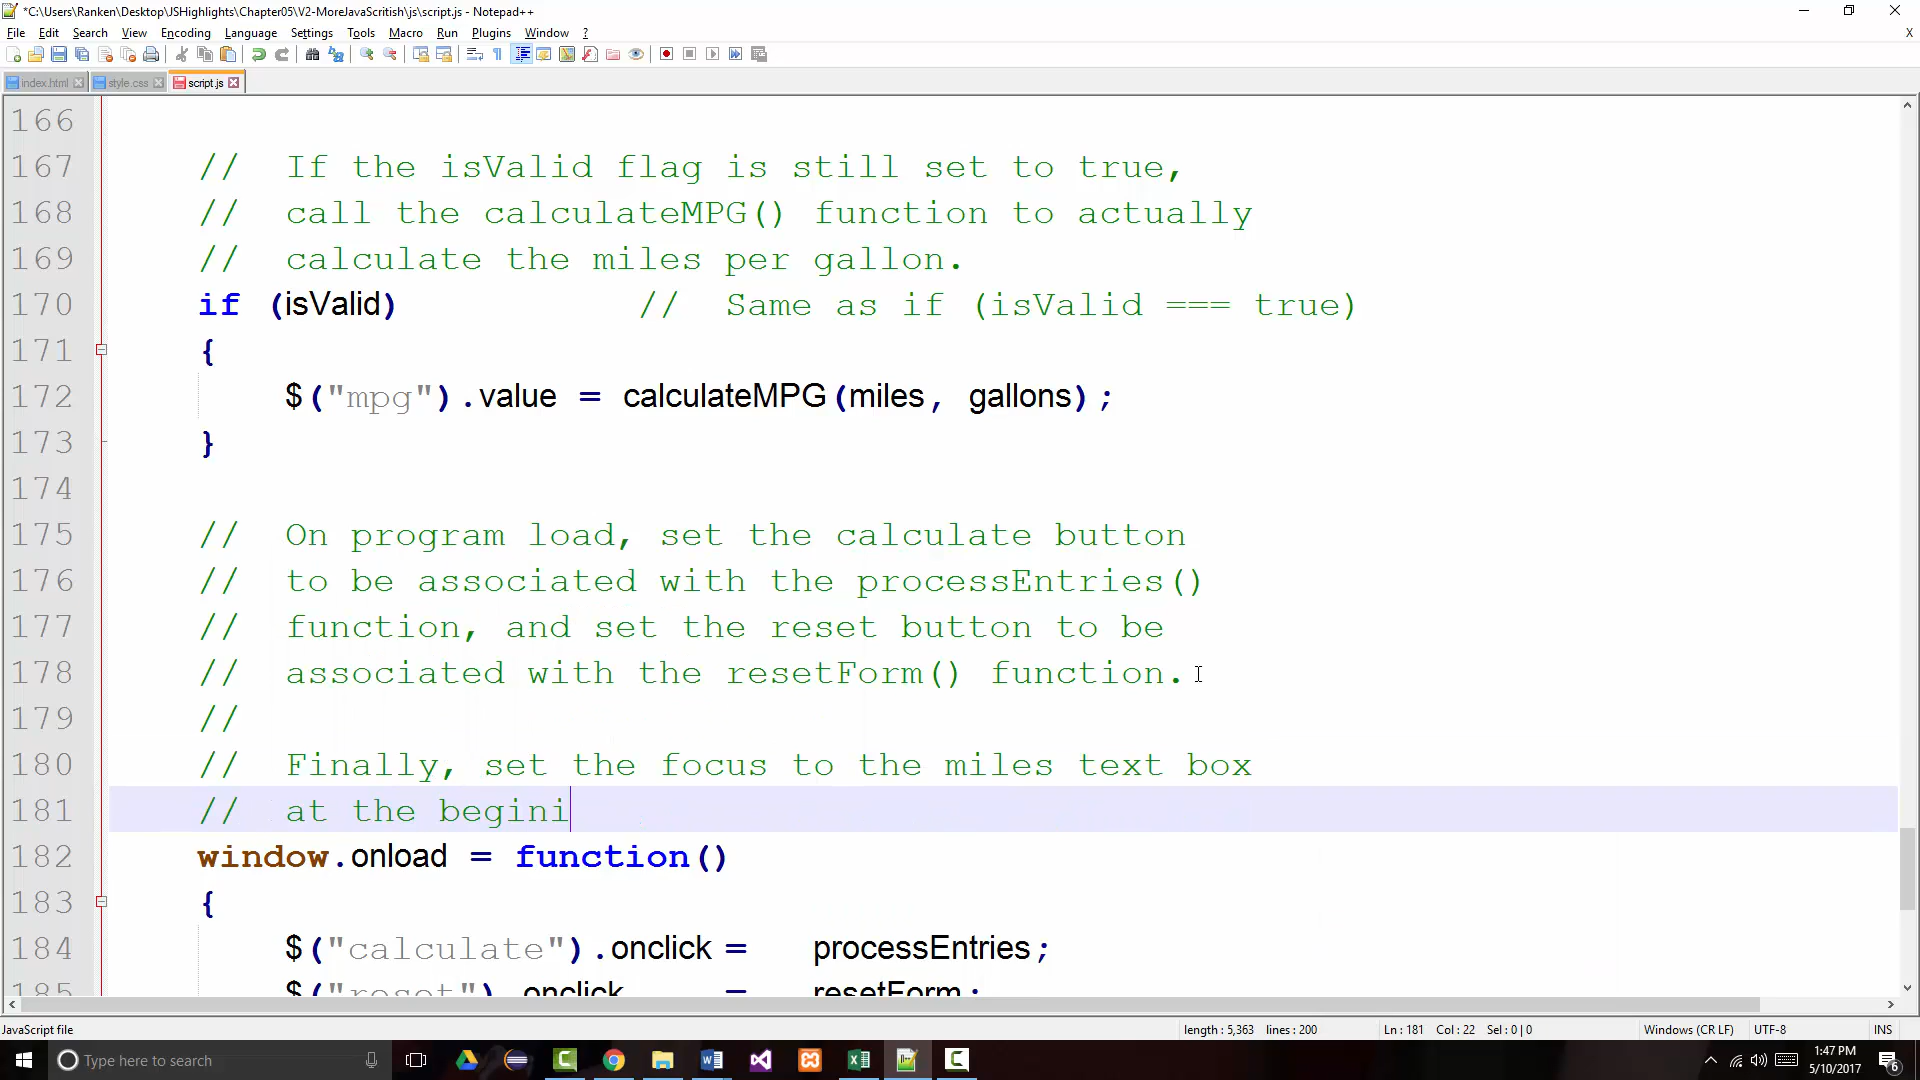 *C:\Users\Ranken\Desktop\JSHighlights\Chapter05\V2-MoreJavaScritish\js\script.js - Notepad++
File Edit Search View Encoding Language Settings Tools Macro Run Plugins Window ? X
index.html style.css script.js
166
167 // If the isValid flag is still set to true,
168 // call the calculateMPG() function to actually
169 // calculate the miles per gallon.
170 if (isValid) // Same as if (isValid === true)
171 {
172 $("mpg").value = calculateMPG(miles, gallons);
173 }
174
175 // On program load, set the calculate button
176 // to be associated with the processEntries()
177 // function, and set the reset button to be
178 // associated with the resetForm() function.
179 //
180 // Finally, set the focus to the miles text box
181 // at the begini
182 window.onload = function()
183 {
184 $("calculate").onclick = processEntries;
185 $("reset").onclick = resetForm;
JavaScript file length : 5,363 lines : 200 Ln : 181 Col : 22 Sel : 0 | 0 Windows (CR LF) UTF-8 INS
Type here to search 1:47 PM
5/10/2017 6